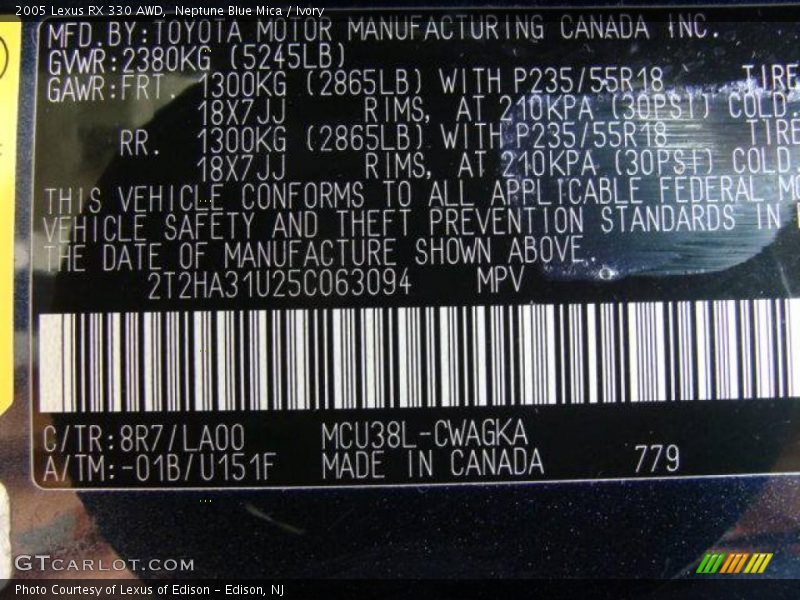 2005 Lexus RX 330 AWD, Neptune Blue Mica / Ivory
MFD.BY:TOYOTA MOTOR MANUFACTURING CANADA INC.
GVWR:2380KG (5245LB)
GAWR:FRT. 1300KG (2865LB) WITH P235/55R18 TIRE
18X7JJ RIMS, AT 210KPA (30PSI) COLD.
RR. 1300KG (2865LB) WITH P235/55R18 TIRE
18X7JJ RIMS, AT 210KPA (30PSI) COLD
THIS VEHICLE CONFORMS TO ALL APPLICABLE FEDERAL MO
VEHICLE SAFETY AND THEFT PREVENTION STANDARDS IN
THE DATE OF MANUFACTURE SHOWN ABOVE.
2T2HA31U25C063094 MPV
C/TR:8R7/LA00 MCU38L-CWAGKA
A/TM:-01B/U151F MADE IN CANADA 779
GTCARLOT.COM
Photo Courtesy of Lexus of Edison – Edison, NJ